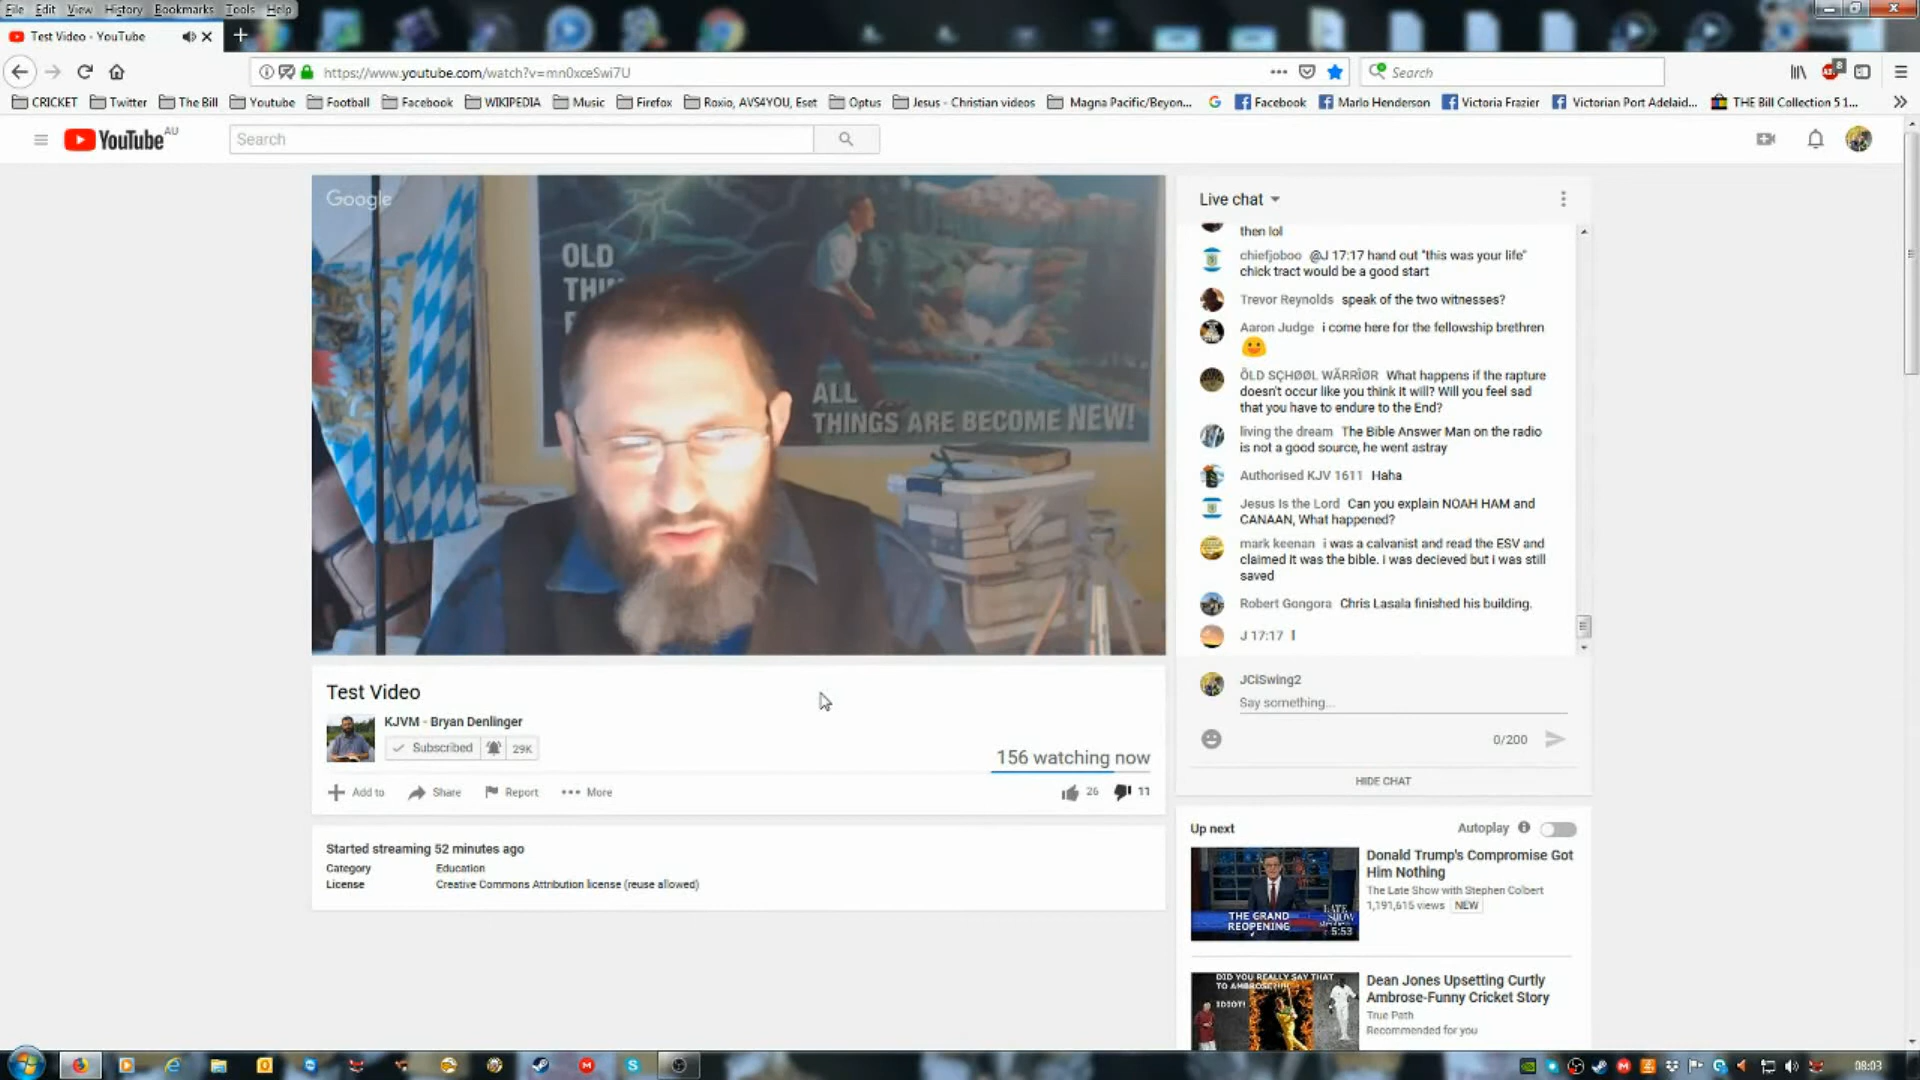 File Edit View History Bookmarks Tools Help
Test Video - YouTube
https://www.youtube.com/watch?v=mn0xceSwi7U
Search
CRICKET Twitter The Bill Youtube Football Facebook WIKIPEDIA Music Firefox Roxio, AVS4YOU, Eset Optus Jesus - Christian videos Magna Pacific/Beyon... Facebook Marlo Henderson Victoria Frazier Victorian Port Adelaid... THE Bill Collection 5 1...
YouTube AU
Search
Google
OLD
ALL
THINGS ARE BECOME NEW!
Test Video
KJVM - Bryan Denlinger
Subscribed 29K
156 watching now
Add to Share Report More
26 11
Started streaming 52 minutes ago
Category Education
License Creative Commons Attribution license (reuse allowed)
Live chat
then lol
chiefjoboo @J 17:17 hand out "this was your life"
chick tract would be a good start
Trevor Reynolds speak of the two witnesses?
Aaron Judge i come here for the fellowship brethren
ÕLD SÇHØØL WÃRRÎØR What happens if the rapture
doesn't occur like you think it will? Will you feel sad
that you have to endure to the End?
living the dream The Bible Answer Man on the radio
is not a good source, he went astray
Authorised KJV 1611 Haha
Jesus Is the Lord Can you explain NOAH HAM and
CANAAN, What happened?
mark keenan i was a calvanist and read the ESV and
claimed it was the bible. i was decieved but i was still
saved
Robert Gongora Chris Lasala finished his building.
J 17:17 I
JCiSwing2
Say something...
0/200
HIDE CHAT
Up next
Autoplay
THE GRAND
REOPENING
LATE
SHOW
5:53
Donald Trump's Compromise Got
Him Nothing
The Late Show with Stephen Colbert
1,191,615 views NEW
DID YOU REALLY SAY THAT
TO AMBROSE
IDIOT!
Dean Jones Upsetting Curtly
Ambrose-Funny Cricket Story
True Path
Recommended for you
08:03